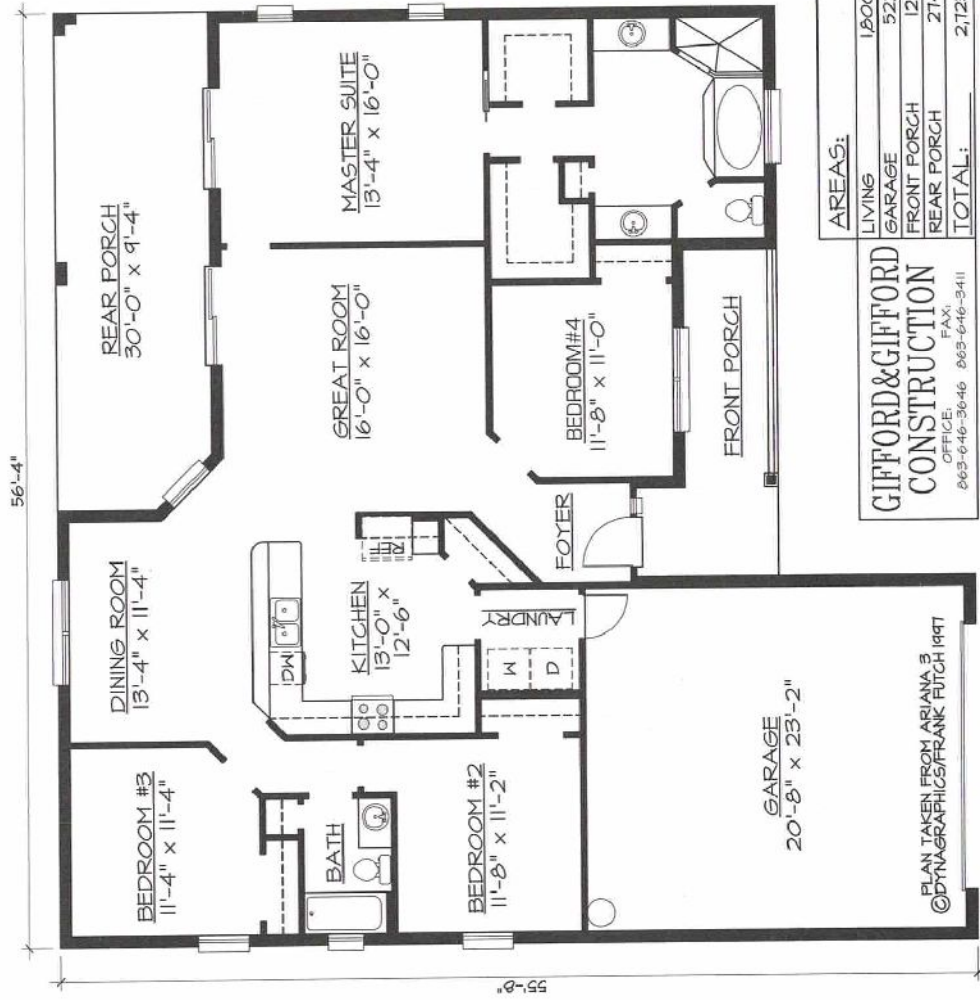 56'-4"
REAR PORCH
30'-0" x 9'-4"
MASTER SUITE
13'-4" x 16'-0"
GREAT ROOM
16'-0" x 16'-0"
DINING ROOM
13'-4" x 11'-4"
BEDROOM #3
11'-4" x 11'-4"
KITCHEN
13'-0" x
12'-6"
REF
DW
BATH
BEDROOM #2
11'-8" x 11'-2"
W
D
LAUNDRY
FOYER
BEDROOM#4
11'-8" x 11'-0"
FRONT PORCH
GARAGE
20'-8" x 23'-2"
55'-8"
PLAN TAKEN FROM ARIANA 3
©DYNAGRAPHICS/FRANK FUTCH 1997
GIFFORD&GIFFORD
CONSTRUCTION
OFFICE: FAX:
863-646-3646 863-646-3411
AREAS:
LIVING
GARAGE
FRONT PORCH
REAR PORCH
TOTAL: